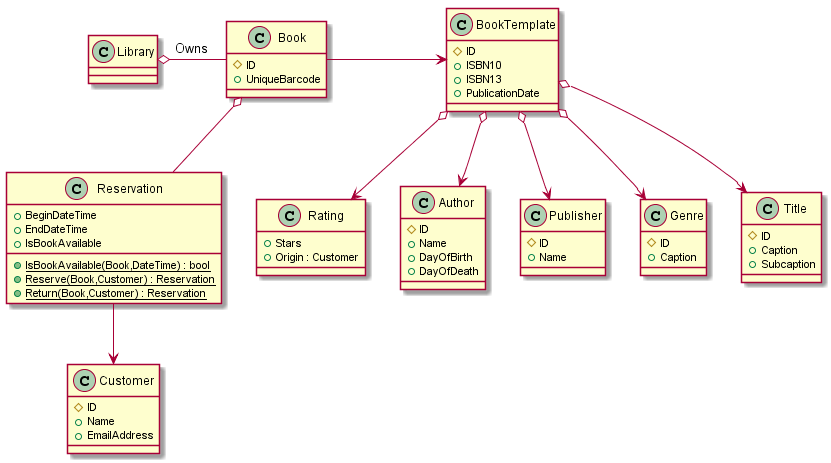 C Library
Owns
C Book
ID
UniqueBarcode
C BookTemplate
ID
ISBN10
ISBN13
PublicationDate
C Reservation
BeginDateTime
EndDateTime
IsBookAvailable
IsBookAvailable(Book,DateTime) : bool
Reserve(Book,Customer) : Reservation
Return(Book,Customer) : Reservation
C Rating
Stars
Origin : Customer
C Author
ID
Name
DayOfBirth
DayOfDeath
C Publisher
ID
Name
C Genre
ID
Caption
C Title
ID
Caption
Subcaption
C Customer
ID
Name
EmailAddress